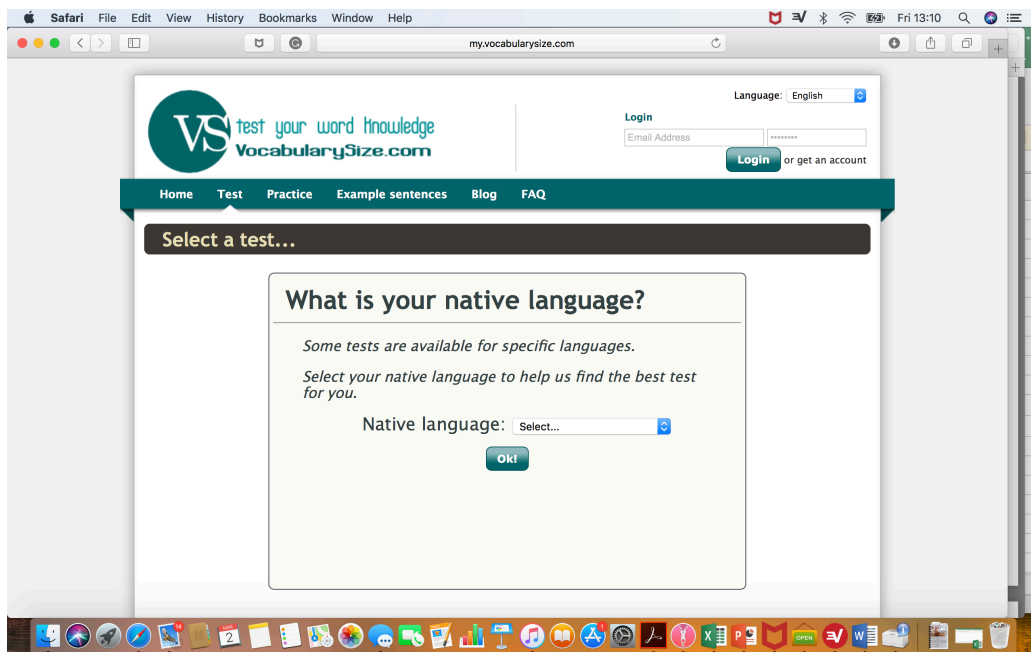 Safari File Edit View History Bookmarks Window Help Fri 13:10
my.vocabularysize.com
Language: English
VS test your word knowledge
VocabularySize.com
Login
Email Address
Login or get an account
Home Test Practice Example sentences Blog FAQ
Select a test...
What is your native language?
Some tests are available for specific languages.
Select your native language to help us find the best test
for you.
Native language: Select...
Ok!
2
OPEN